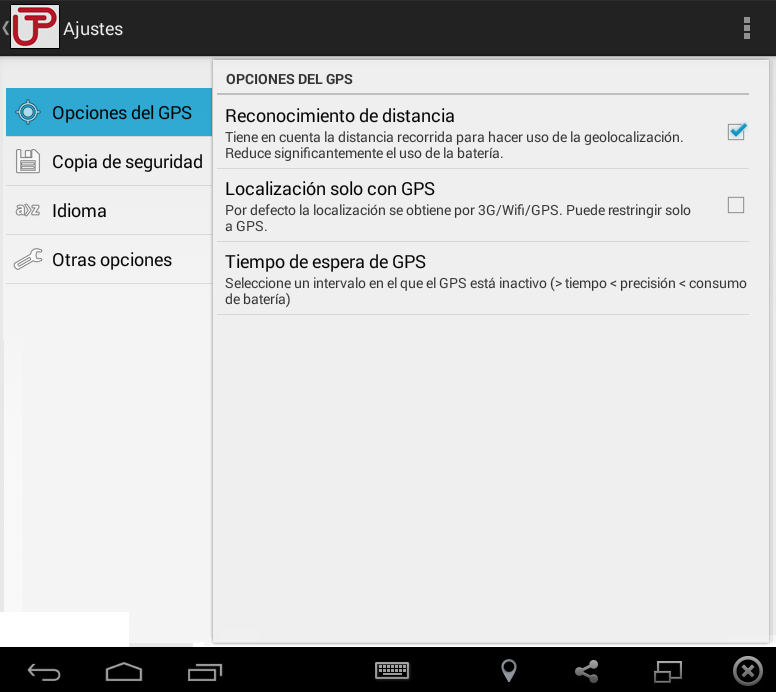 Ajustes
Opciones del GPS
Copia de seguridad
Idioma
Otras opciones
OPCIONES DEL GPS
Reconocimiento de distancia
Tiene en cuenta la distancia recorrida para hacer uso de la geolocalización.
Reduce significantemente el uso de la batería.
Localización solo con GPS
Por defecto la localización se obtiene por 3G/Wifi/GPS. Puede restringir solo
a GPS.
Tiempo de espera de GPS
Seleccione un intervalo en el que el GPS está inactivo (> tiempo < precisión < consumo
de batería)